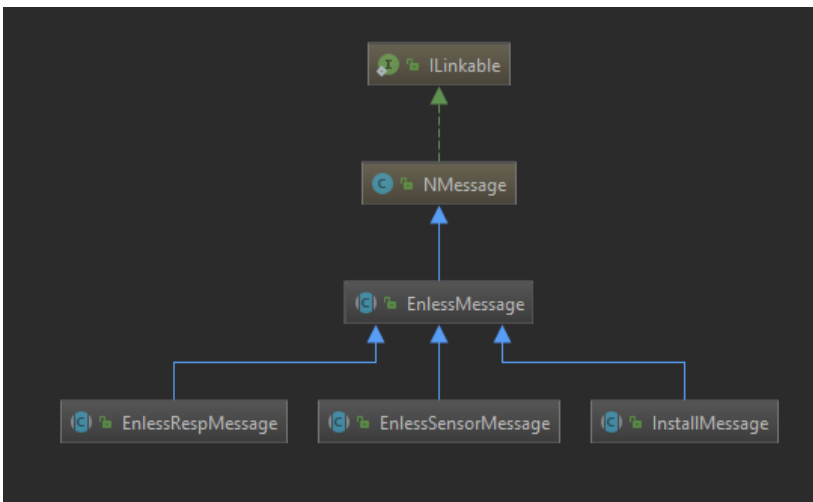 I ILinkable
C NMessage
C EnlessMessage
C EnlessRespMessage
C EnlessSensorMessage
C InstallMessage